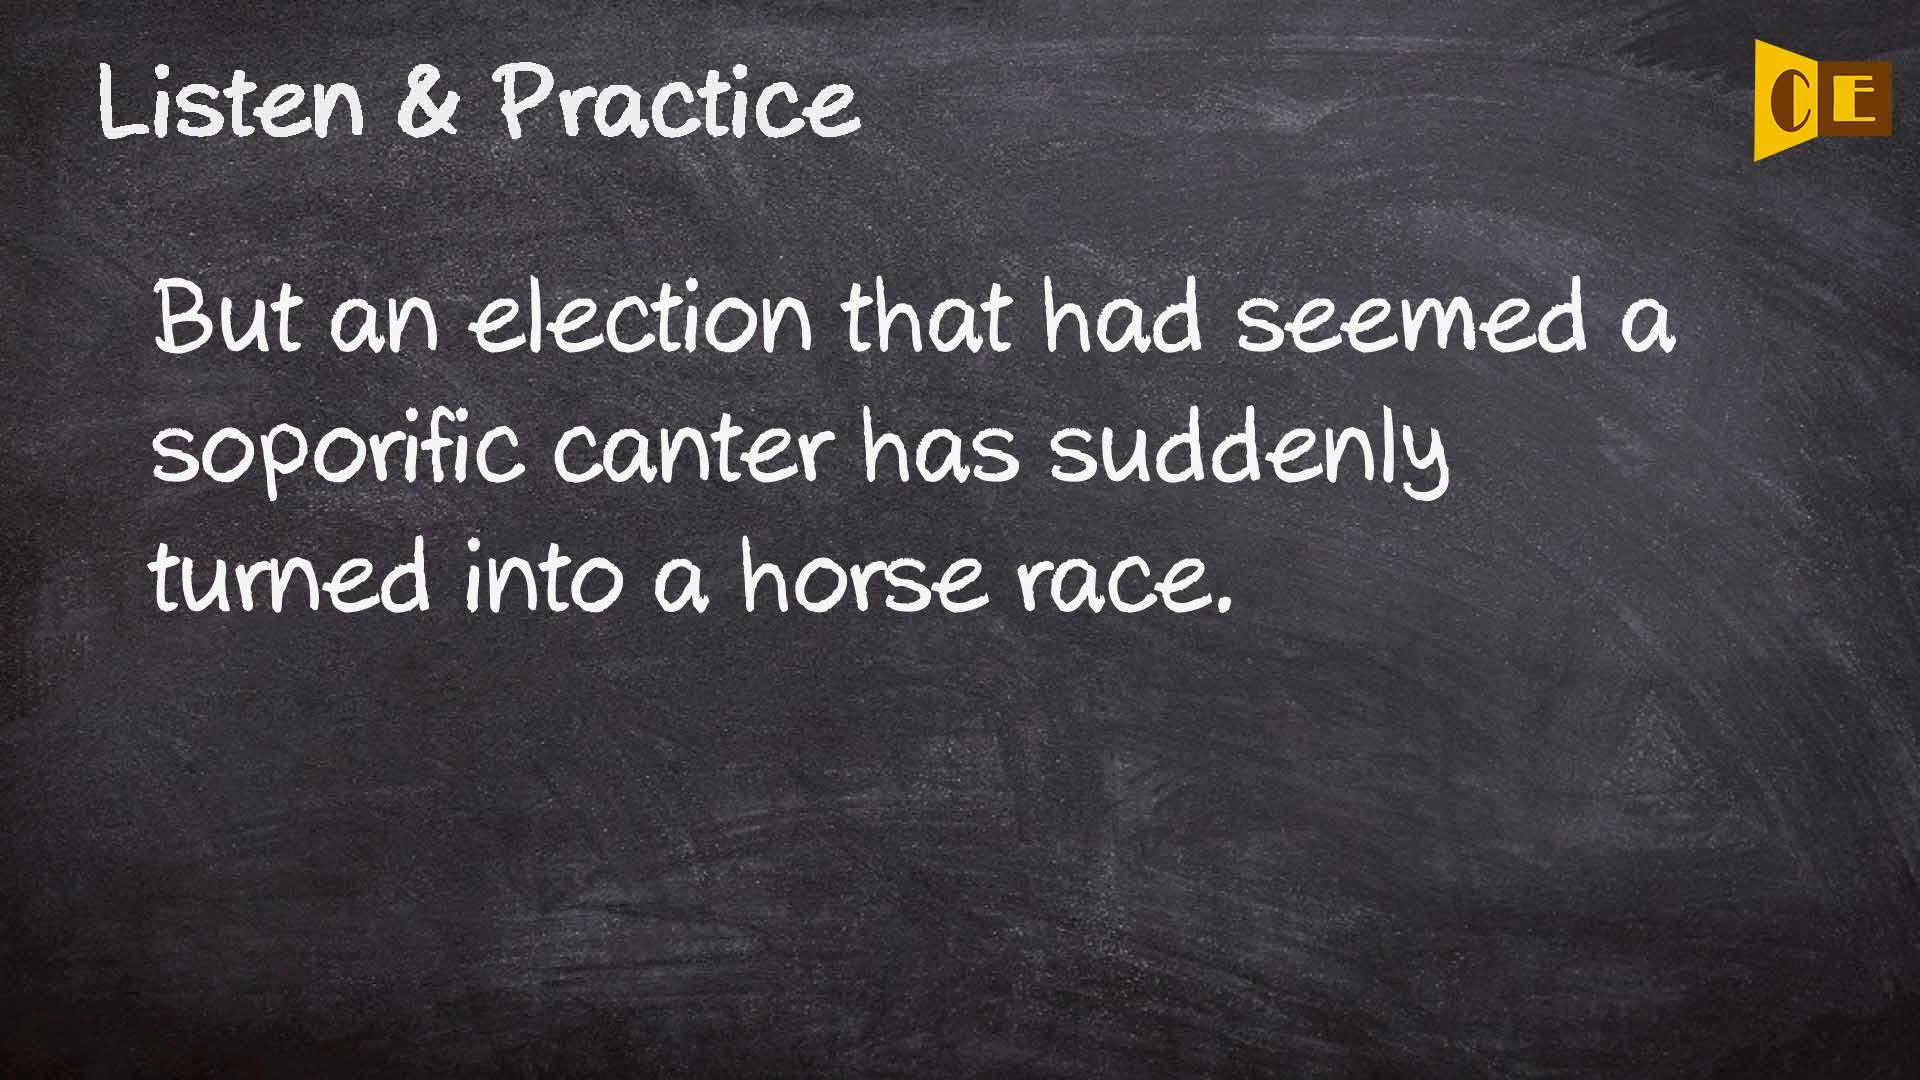 Listen & Practice
CE
But an election that had seemed a
soporific canter has suddenly
turned into a horse race.